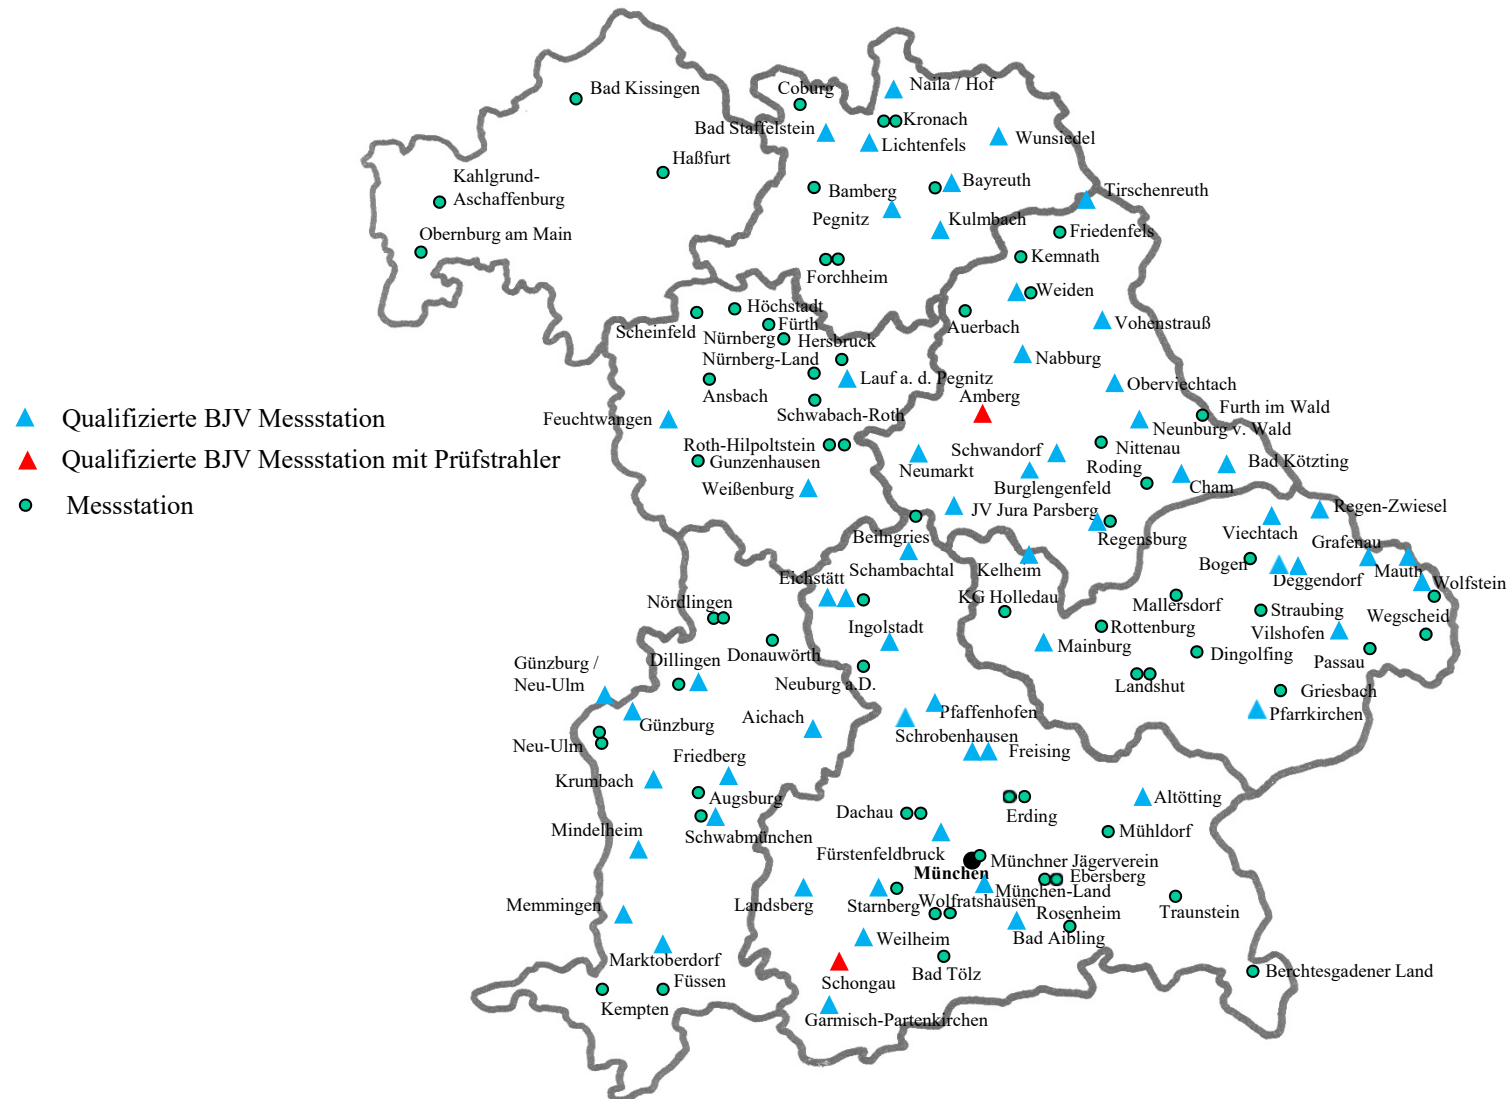 Bad Kissingen
Coburg
Naila / Hof
Kronach
Bad Staffelstein
Lichtenfels
Wunsiedel
Haßfurt
Kahlgrund-
Aschaffenburg
Bamberg
Bayreuth
Tirschenreuth
Pegnitz
Kulmbach
Obernburg am Main
Friedenfels
Kemnath
Forchheim
Weiden
Höchstadt
Scheinfeld
Fürth
Auerbach
Vohenstrauß
Nürnberg
Hersbruck
Nürnberg-Land
Nabburg
Lauf a. d. Pegnitz
Oberviechtach
Ansbach
Amberg
Schwabach-Roth
Furth im Wald
Feuchtwangen
Qualifizierte BJV Messstation
Neunburg v. Wald
Roth-Hilpoltstein
Schwandorf
Nittenau
Gunzenhausen
Neumarkt
Roding
Bad Kötzting
Qualifizierte BJV Messstation mit Prüfstrahler
Weißenburg
Burglengenfeld
Cham
Messstation
JV Jura Parsberg
Regen-Zwiesel
Beilngries
Regensburg
Viechtach
Grafenau
Schambachtal
Kelheim
Bogen
Deggendorf
Mauth
Wolfstein
Eichstätt
KG Holledau
Mallersdorf
Nördlingen
Straubing
Wegscheid
Ingolstadt
Rottenburg
Vilshofen
Donauwörth
Mainburg
Dingolfing
Passau
Günzburg /
Neu-Ulm
Dillingen
Neuburg a.D.
Landshut
Griesbach
Günzburg
Aichach
Pfaffenhofen
Pfarrkirchen
Schrobenhausen
Neu-Ulm
Friedberg
Freising
Krumbach
Augsburg
Altötting
Dachau
Erding
Mindelheim
Schwabmünchen
Mühldorf
Fürstenfeldbruck
Münchner Jägerverein
München
Ebersberg
München-Land
Memmingen
Landsberg
Starnberg
Wolfratshausen
Rosenheim
Traunstein
Weilheim
Bad Aibling
Marktoberdorf
Bad Tölz
Berchtesgadener Land
Füssen
Schongau
Kempten
Garmisch-Partenkirchen